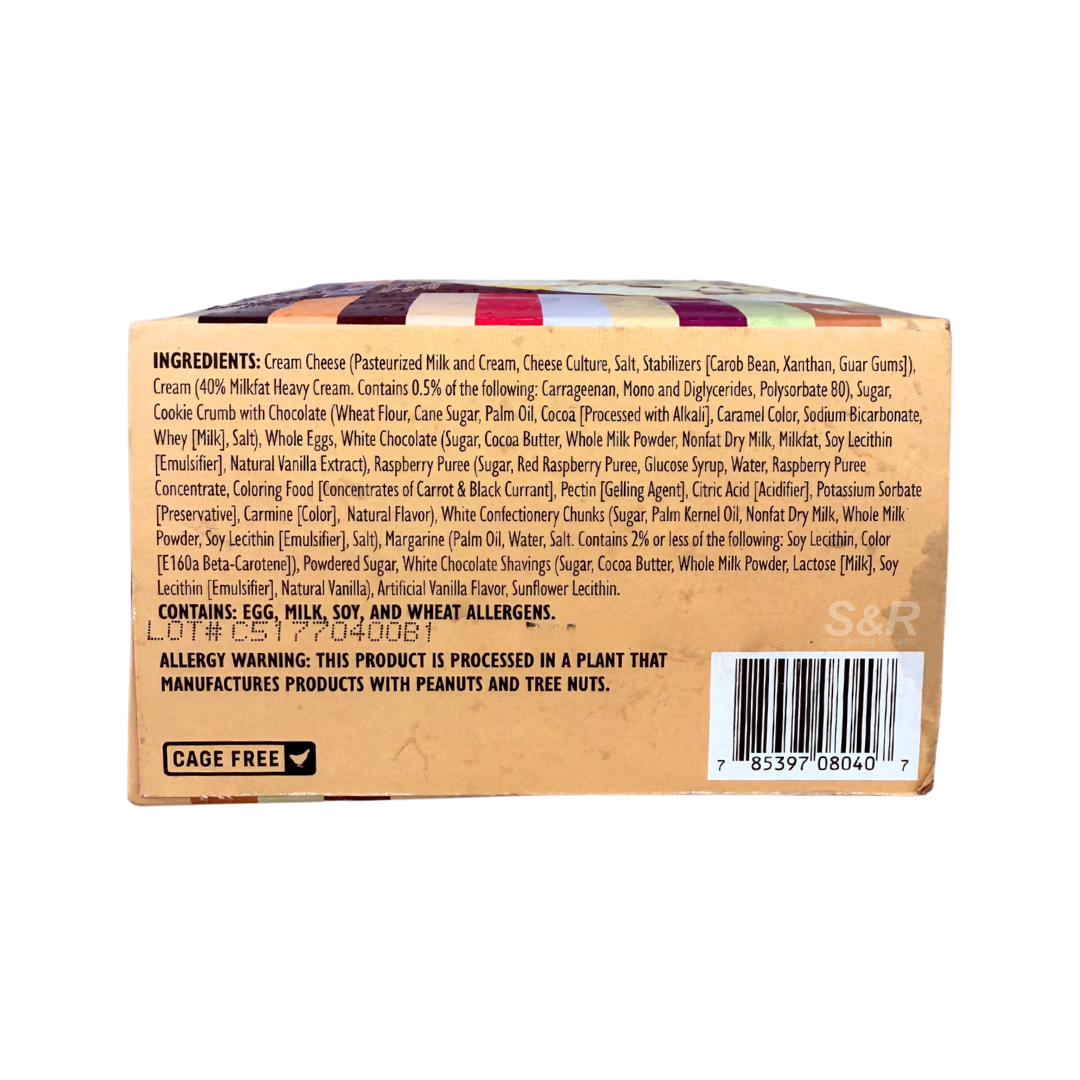 INGREDIENTS: Cream Cheese (Pasteurized Milk and Cream, Cheese Culture, Salt, Stabilizers [Carob Bean, Xanthan, Guar Gums]),
Cream (40% Milkfat Heavy Cream. Contains 0.5% of the following: Carrageenan, Mono and Diglycerides, Polysorbate 80), Sugar,
Cookie Crumb with Chocolate (Wheat Flour, Cane Sugar, Palm Oil, Cocoa [Processed with Alkali], Caramel Color, Sodium Bicarbonate,
Whey [Milk], Salt), Whole Eggs, White Chocolate (Sugar, Cocoa Butter, Whole Milk Powder, Nonfat Dry Milk, Milkfat, Soy Lecithin
[Emulsifier], Natural Vanilla Extract), Raspberry Puree (Sugar, Red Raspberry Puree, Glucose Syrup, Water, Raspberry Puree
Concentrate, Coloring Food [Concentrates of Carrot & Black Currant], Pectin [Gelling Agent], Citric Acid [Acidifier], Potassium Sorbate
[Preservative], Carmine [Color], Natural Flavor), White Confectionery Chunks (Sugar, Palm Kernel Oil, Nonfat Dry Milk, Whole Milk
Powder, Soy Lecithin [Emulsifier], Salt), Margarine (Palm Oil, Water, Salt. Contains 2% or less of the following: Soy Lecithin, Color
[E160a Beta-Carotene]), Powdered Sugar, White Chocolate Shavings (Sugar, Cocoa Butter, Whole Milk Powder, Lactose [Milk], Soy
Lecithin [Emulsifier], Natural Vanilla), Artificial Vanilla Flavor, Sunflower Lecithin.
CONTAINS: EGG, MILK, SOY, AND WHEAT ALLERGENS.
LOT# C51770400B1
S&R
Membership Shopping
ALLERGY WARNING: THIS PRODUCT IS PROCESSED IN A PLANT THAT
MANUFACTURES PRODUCTS WITH PEANUTS AND TREE NUTS.
CAGE FREE
7 85397 08040 7